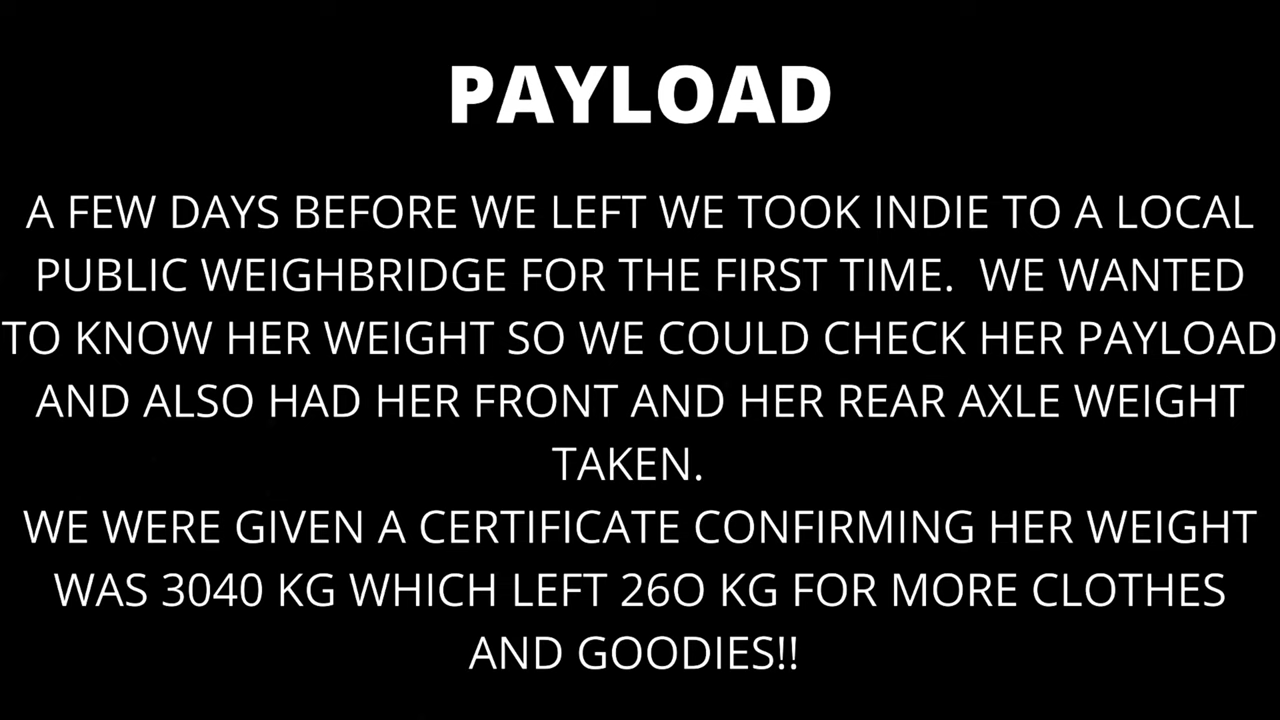 PAYLOAD
A FEW DAYS BEFORE WE LEFT WE TOOK INDIE TO A LOCAL
PUBLIC WEIGHBRIDGE FOR THE FIRST TIME.  WE WANTED
TO KNOW HER WEIGHT SO WE COULD CHECK HER PAYLOAD
AND ALSO HAD HER FRONT AND HER REAR AXLE WEIGHT
TAKEN.
WE WERE GIVEN A CERTIFICATE CONFIRMING HER WEIGHT
WAS 3040 KG WHICH LEFT 26O KG FOR MORE CLOTHES
AND GOODIES!!